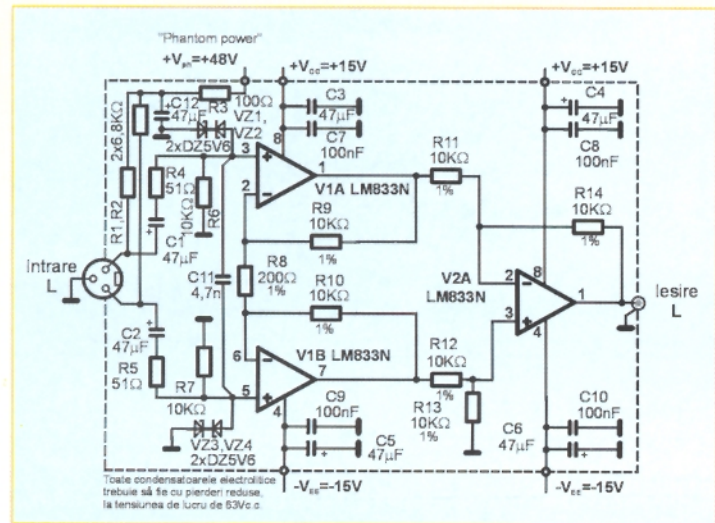 "Phantom power"
+Vph=+48V
+Vcc=+15V
+Vcc=+15V
2x6,8KΩ
C12
47µF
R3
100Ω
VZ1,
VZ2
2xDZ5V6
8
C3
47µF
C7
100nF
C4
47µF
C8
100nF
R11
10KΩ
1%
R14
10KΩ
1%
R1,R2
R4
51Ω
10KΩ
R6
3
2
1
V1A LM833N
R9
10KΩ
1%
C1
47µF
C11
4,7n
R8
200Ω
1%
R10
10KΩ
1%
V2A
LM833N
2
3
8
4
1
Intrare
L
Iesire
L
C2
47µF
R5
51Ω
R7
10KΩ
6
5
7
4
V1B LM833N
R12
10KΩ
1%
R13
10KΩ
1%
VZ3,VZ4
2xDZ5V6
C9
100nF
C5
47µF
C6
47µF
C10
100nF
Toate condensatoarele electrolitice
trebuie să fie cu pierderi reduse,
la tensiunea de lucru de 63Vc.c.
-VEE=-15V
-VEE=-15V